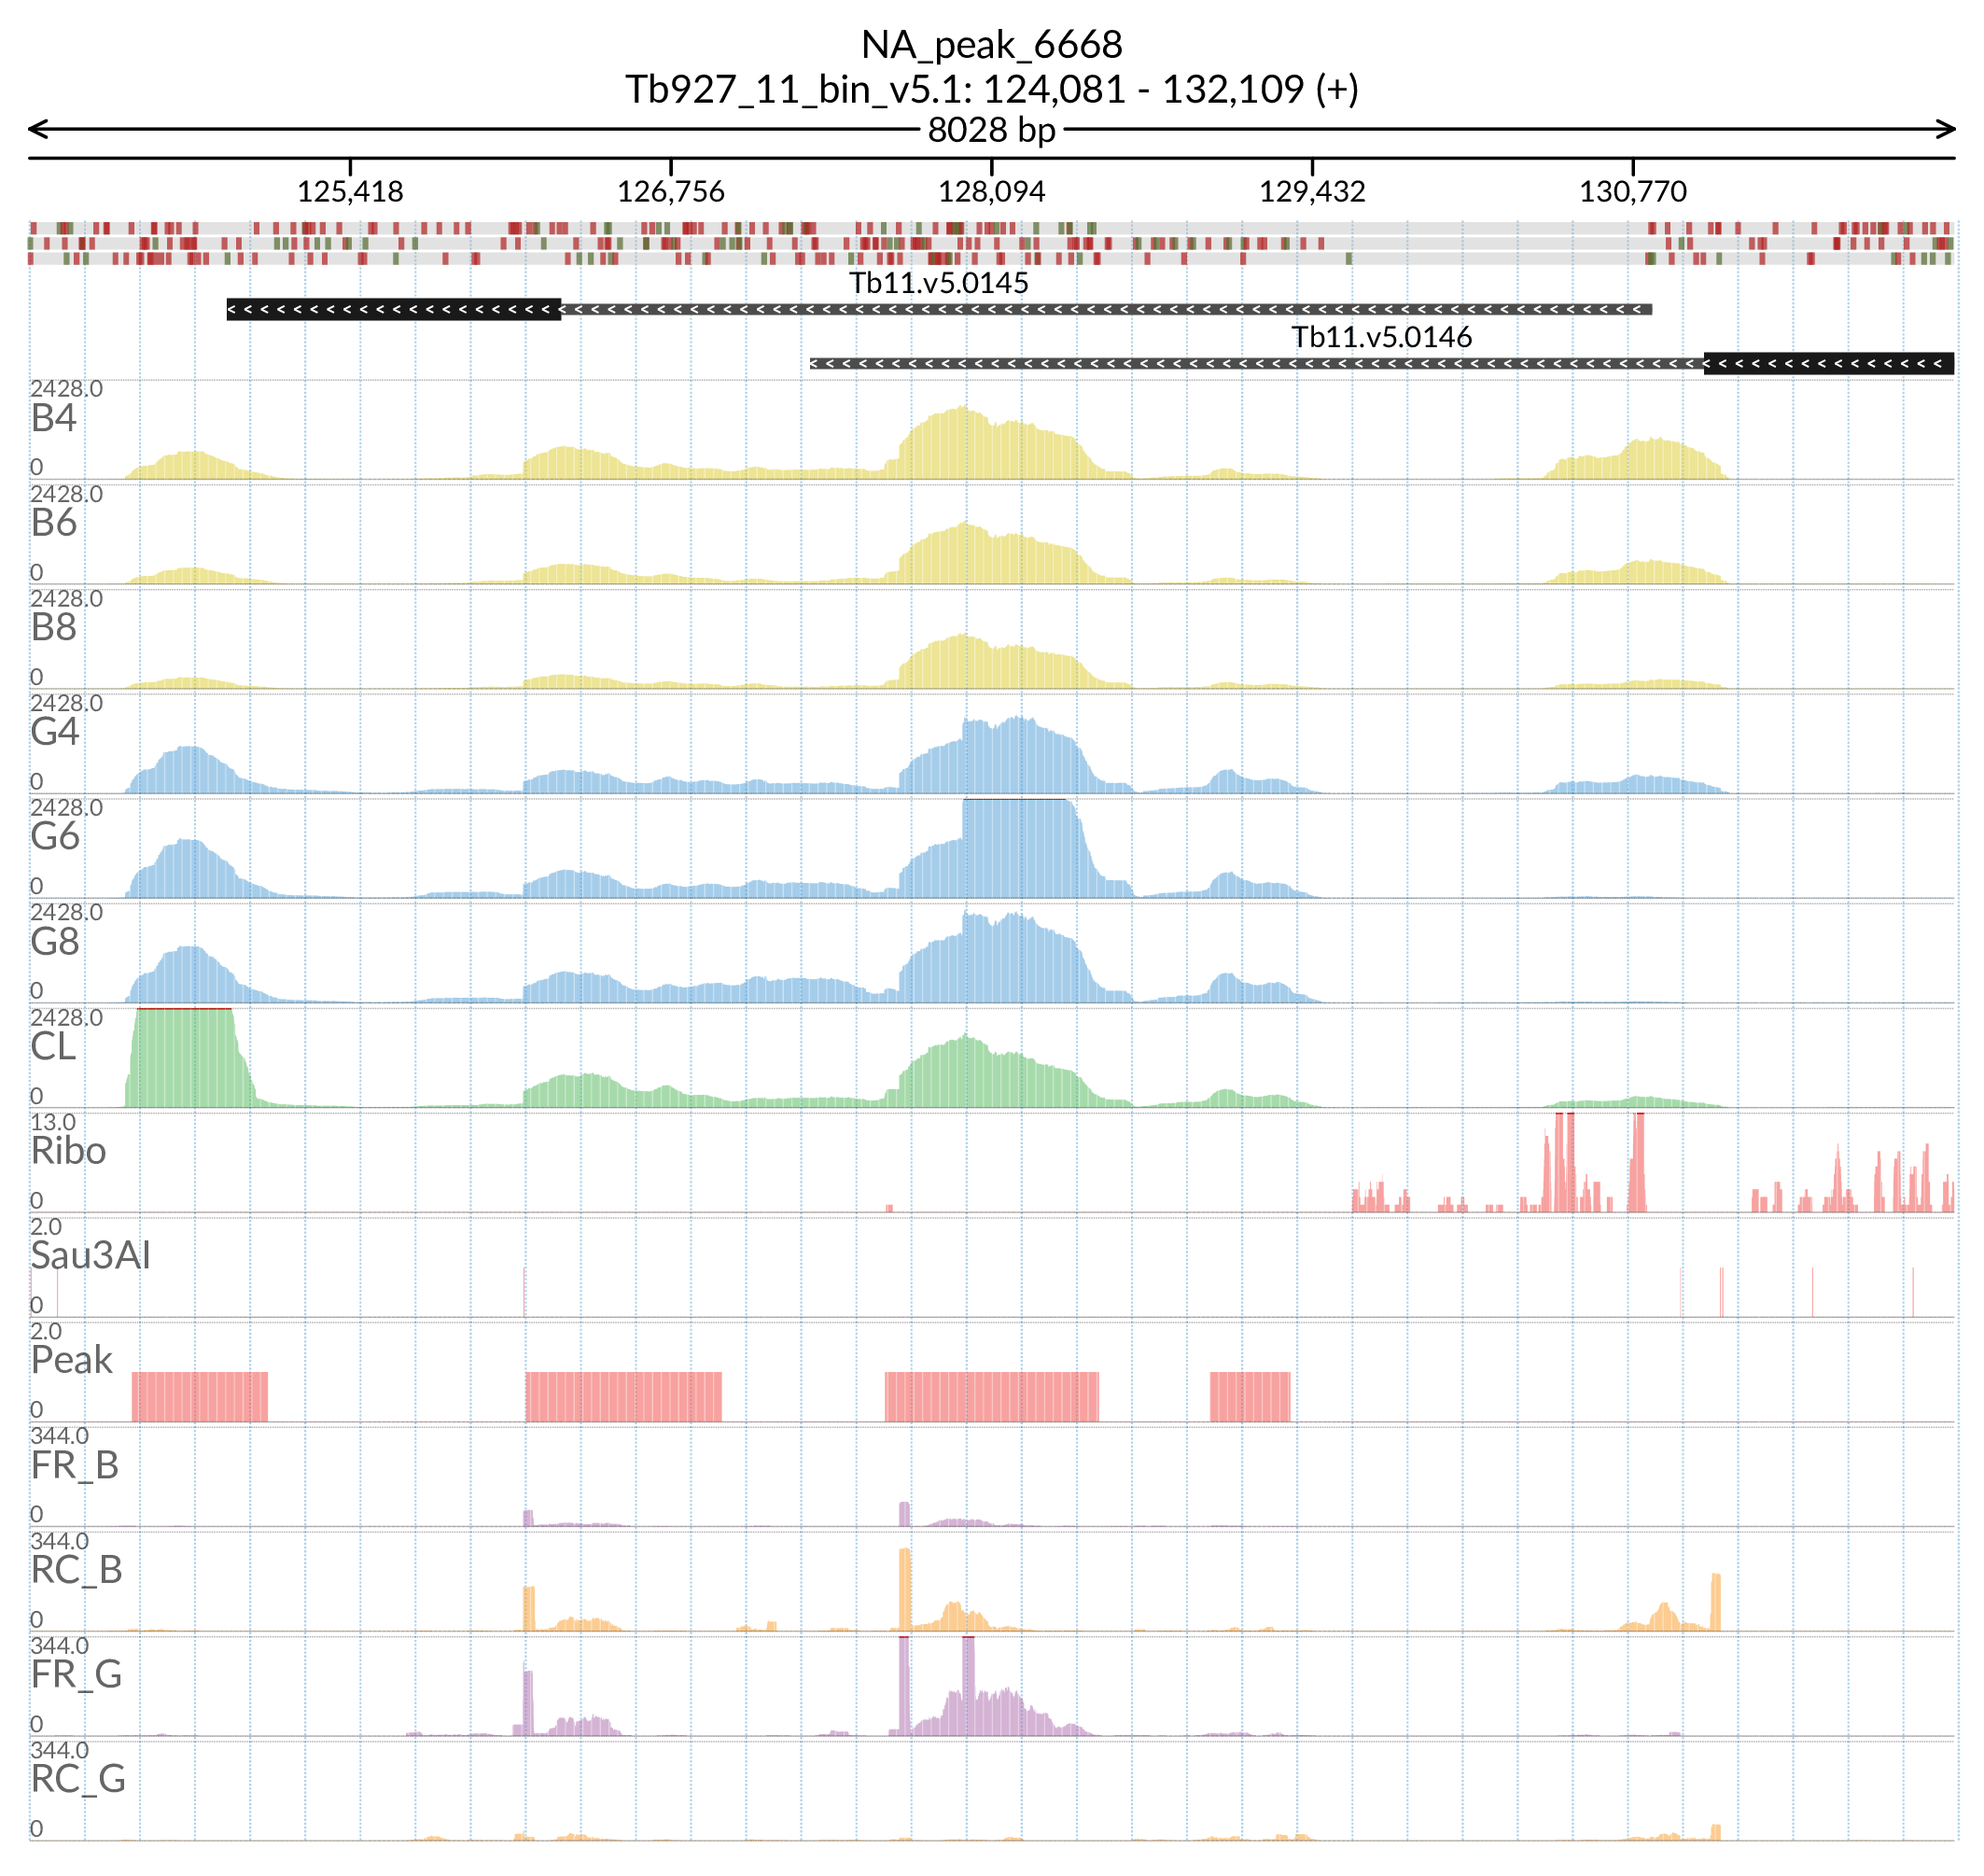 NA_peak_6668
Tb927_11_bin_v5.1: 124,081 - 132,109 (+)
8028 bp
125,418 126,756 128,094 129,432 130,770
Tb11.v5.0145
Tb11.v5.0146
2428.0
B4
0
2428.0
B6
0
2428.0
B8
0
2428.0
G4
0
2428.0
G6
0
2428.0
G8
0
2428.0
CL
0
13.0
Ribo
0
2.0
Sau3AI
0
2.0
Peak
0
344.0
FR_B
0
344.0
RC_B
0
344.0
FR_G
0
344.0
RC_G
0